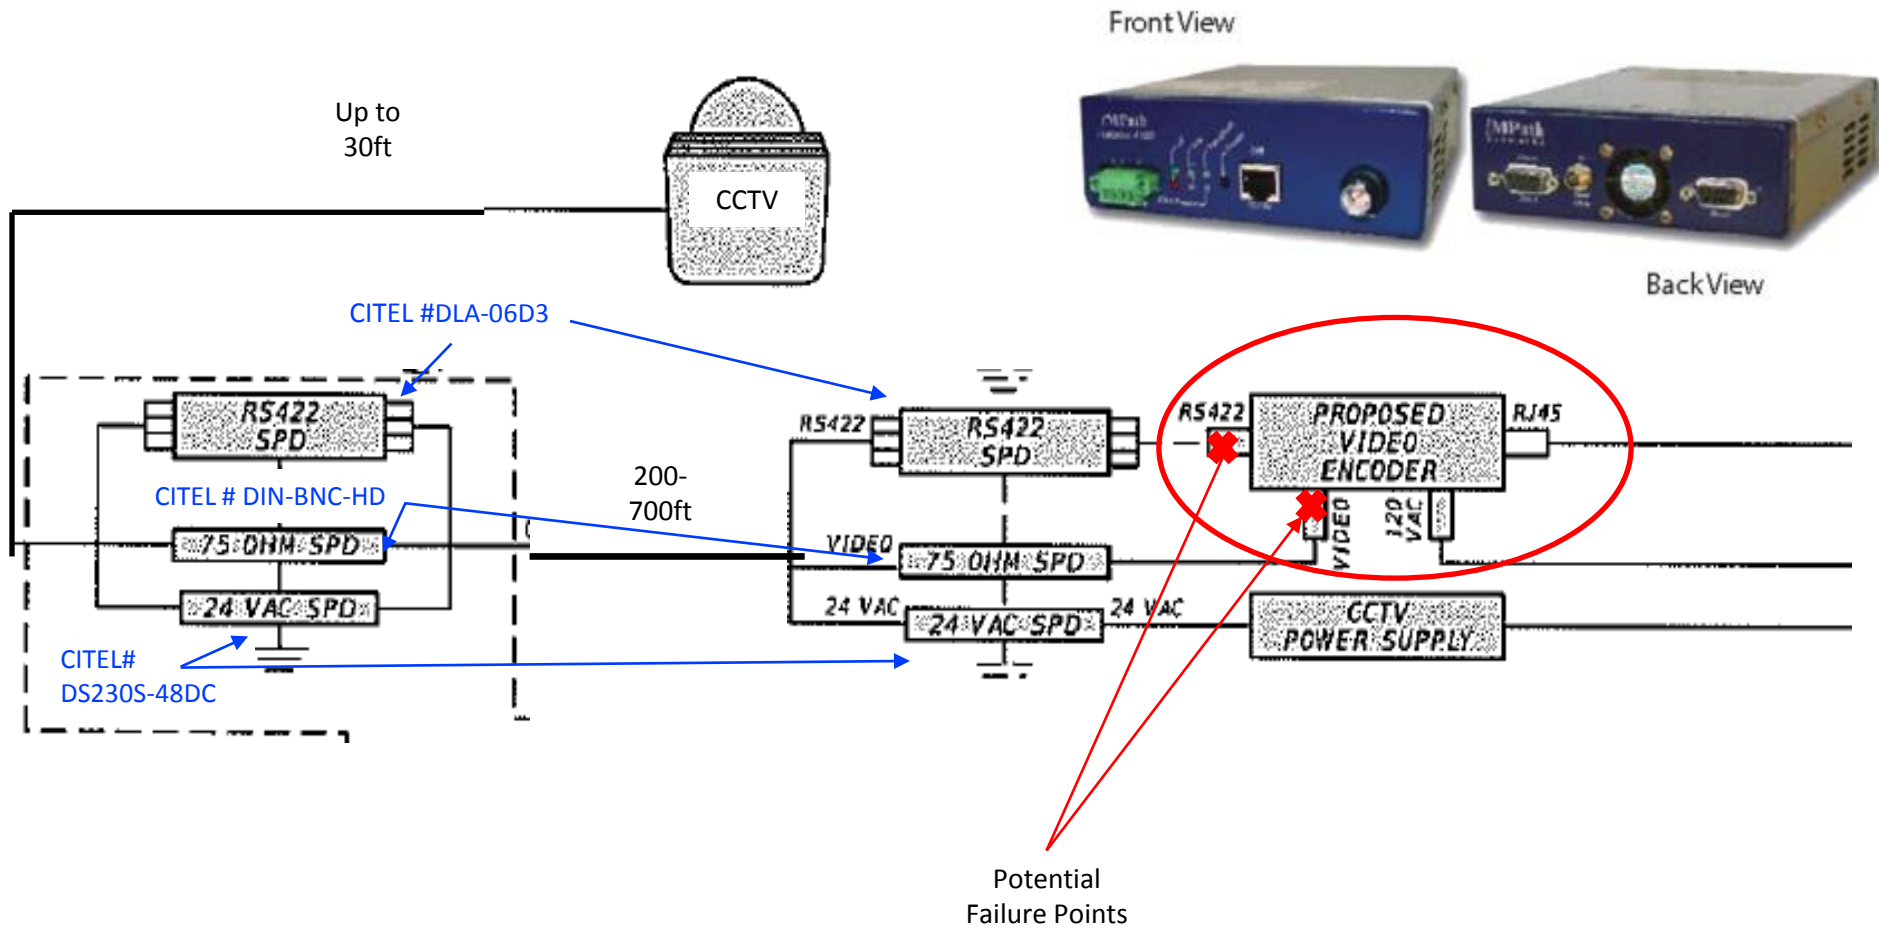 Front View
Up to
30ft
CCTV
iMPath
Back View
CITEL #DLA-06D3
RS422
SPD
CITEL # DIN-BNC-HD
75 OHM SPD
24 VAC SPD
CITEL#
DS230S-48DC
200-
700ft
RS422
RS422
SPD
VIDEO
75 OHM SPD
24 VAC
24 VAC SPD
24 VAC
RS422
PROPOSED
VIDEO
ENCODER
RJ45
VIDEO
120
VAC
CCTV
POWER SUPPLY
Potential
Failure Points